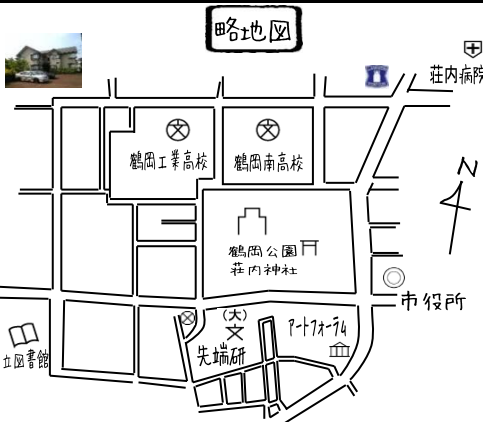 略地図
荘内病院
鶴岡工業高校
鶴岡南高校
N
鶴岡公園
荘内神社
市役所
(大)
文
先端研
アートフォーラム
立図書館